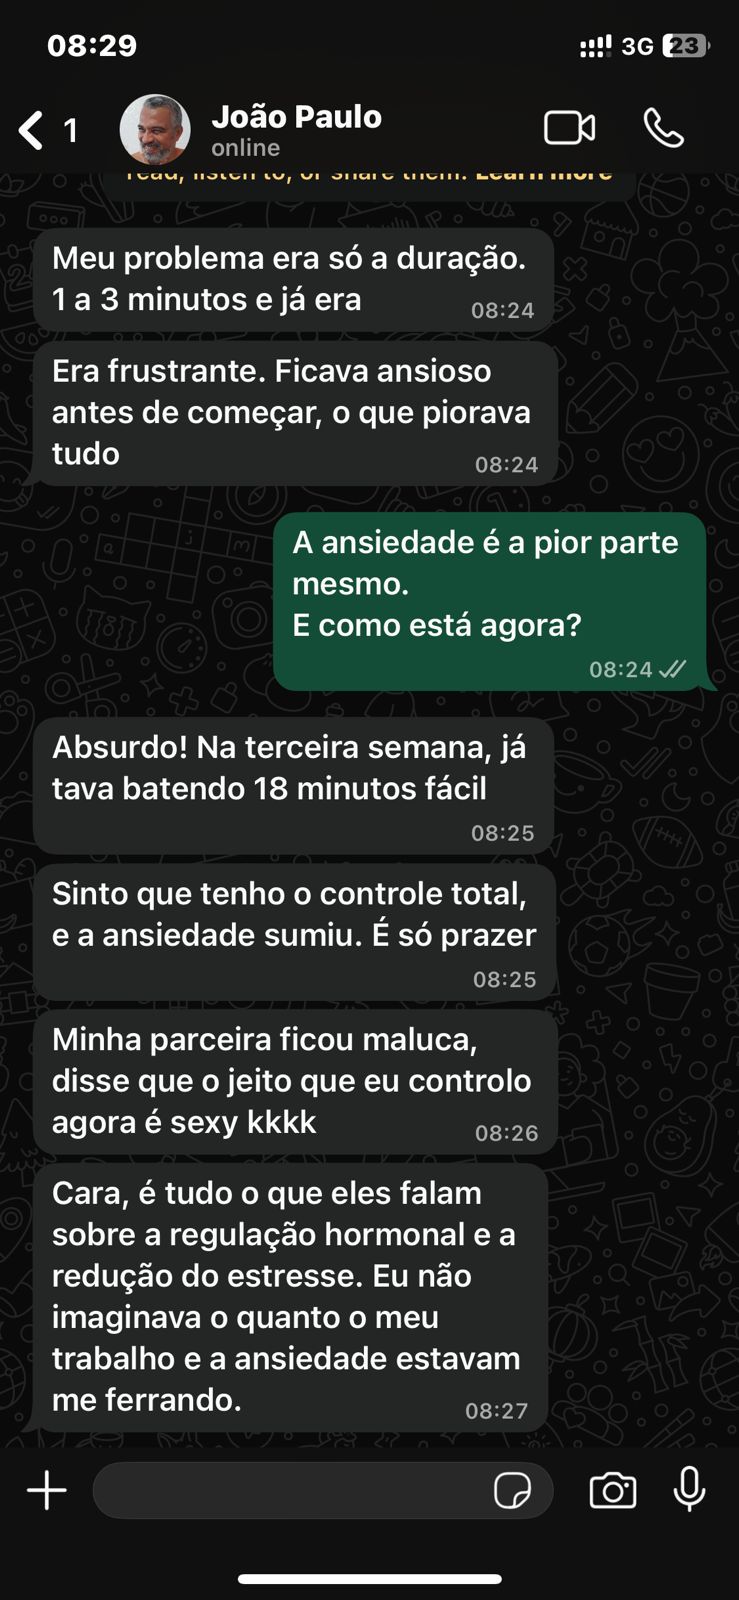 08:29
3G 23
1 João Paulo
online
read, listen to, or share them. Learn more
Meu problema era só a duração.
1 a 3 minutos e já era
08:24
Era frustrante. Ficava ansioso
antes de começar, o que piorava
tudo
08:24
A ansiedade é a pior parte
mesmo.
E como está agora?
08:24
Absurdo! Na terceira semana, já
tava batendo 18 minutos fácil
08:25
Sinto que tenho o controle total,
e a ansiedade sumiu. É só prazer
08:25
Minha parceira ficou maluca,
disse que o jeito que eu controlo
agora é sexy kkkk
08:26
Cara, é tudo o que eles falam
sobre a regulação hormonal e a
redução do estresse. Eu não
imaginava o quanto o meu
trabalho e a ansiedade estavam
me ferrando.
08:27